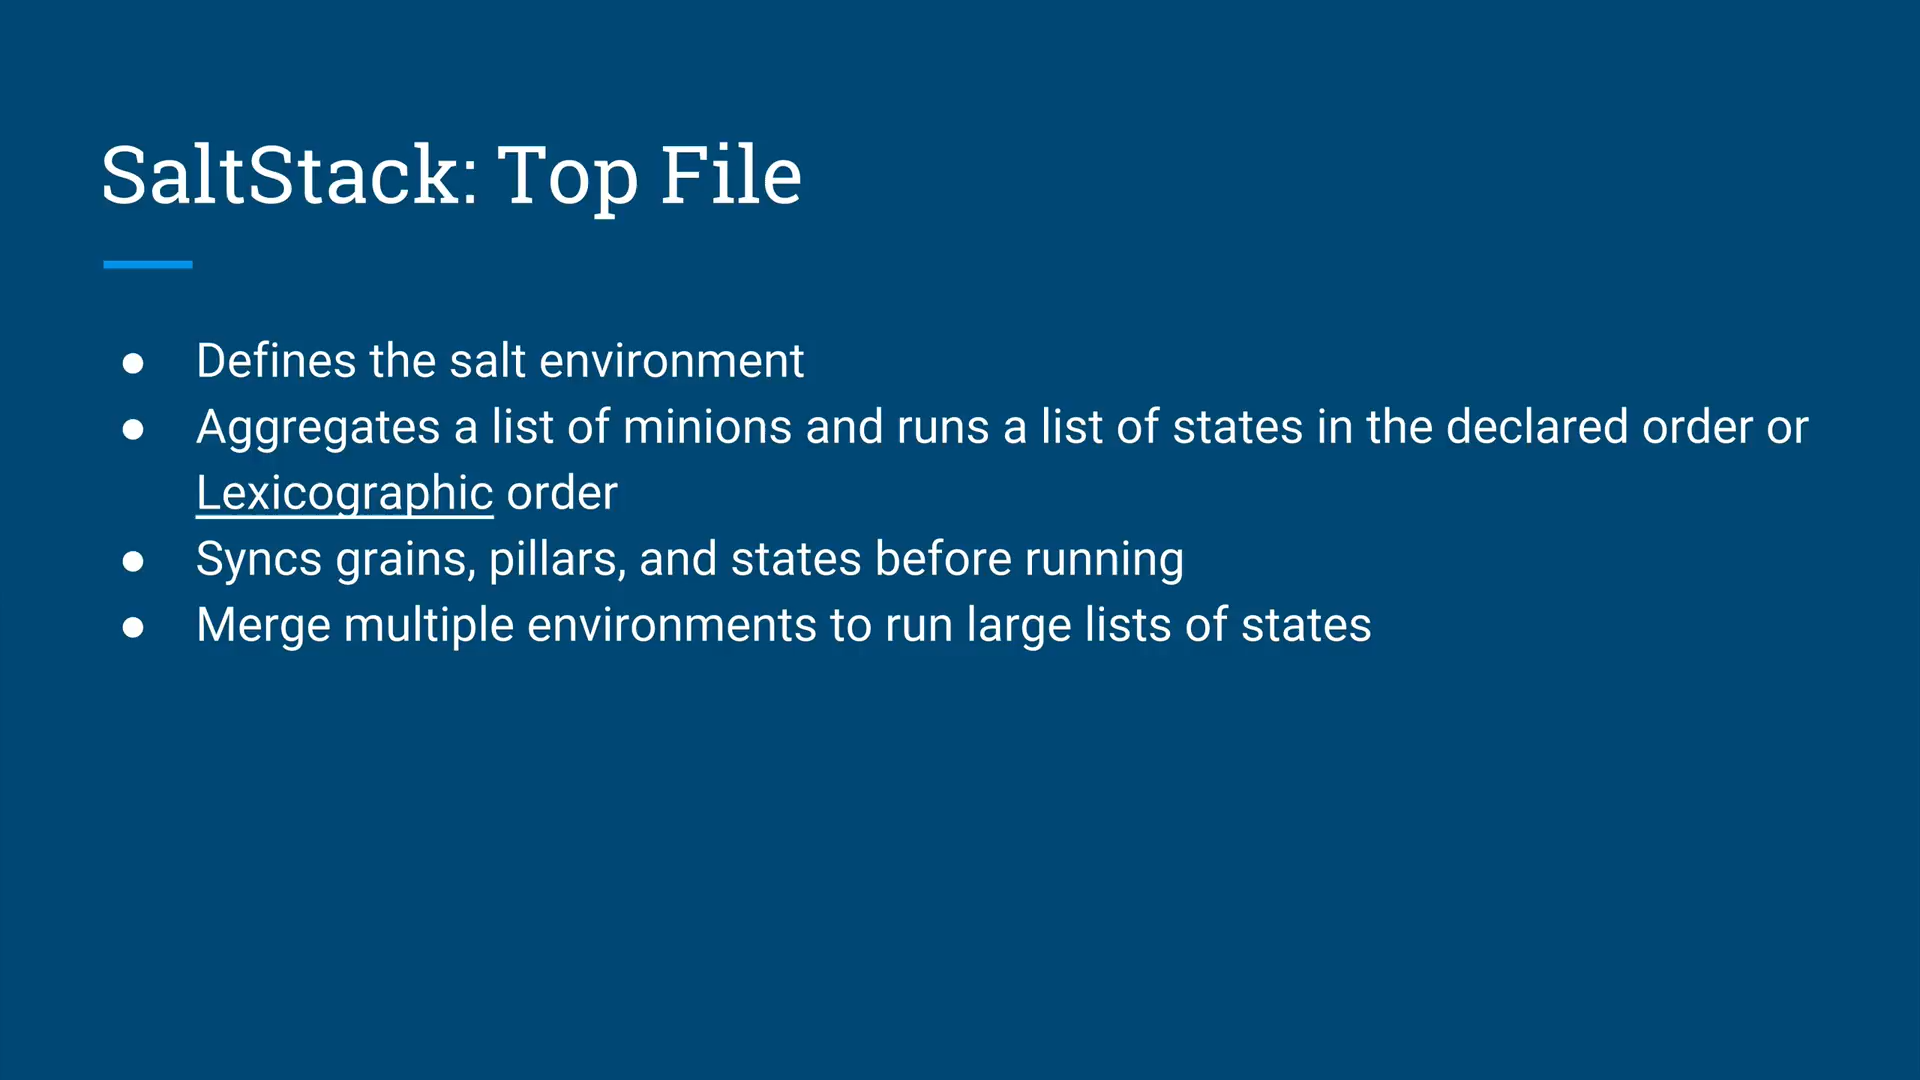 SaltStack: Top File
● Defines the salt environment
● Aggregates a list of minions and runs a list of states in the declared order or
Lexicographic order
● Syncs grains, pillars, and states before running
● Merge multiple environments to run large lists of states